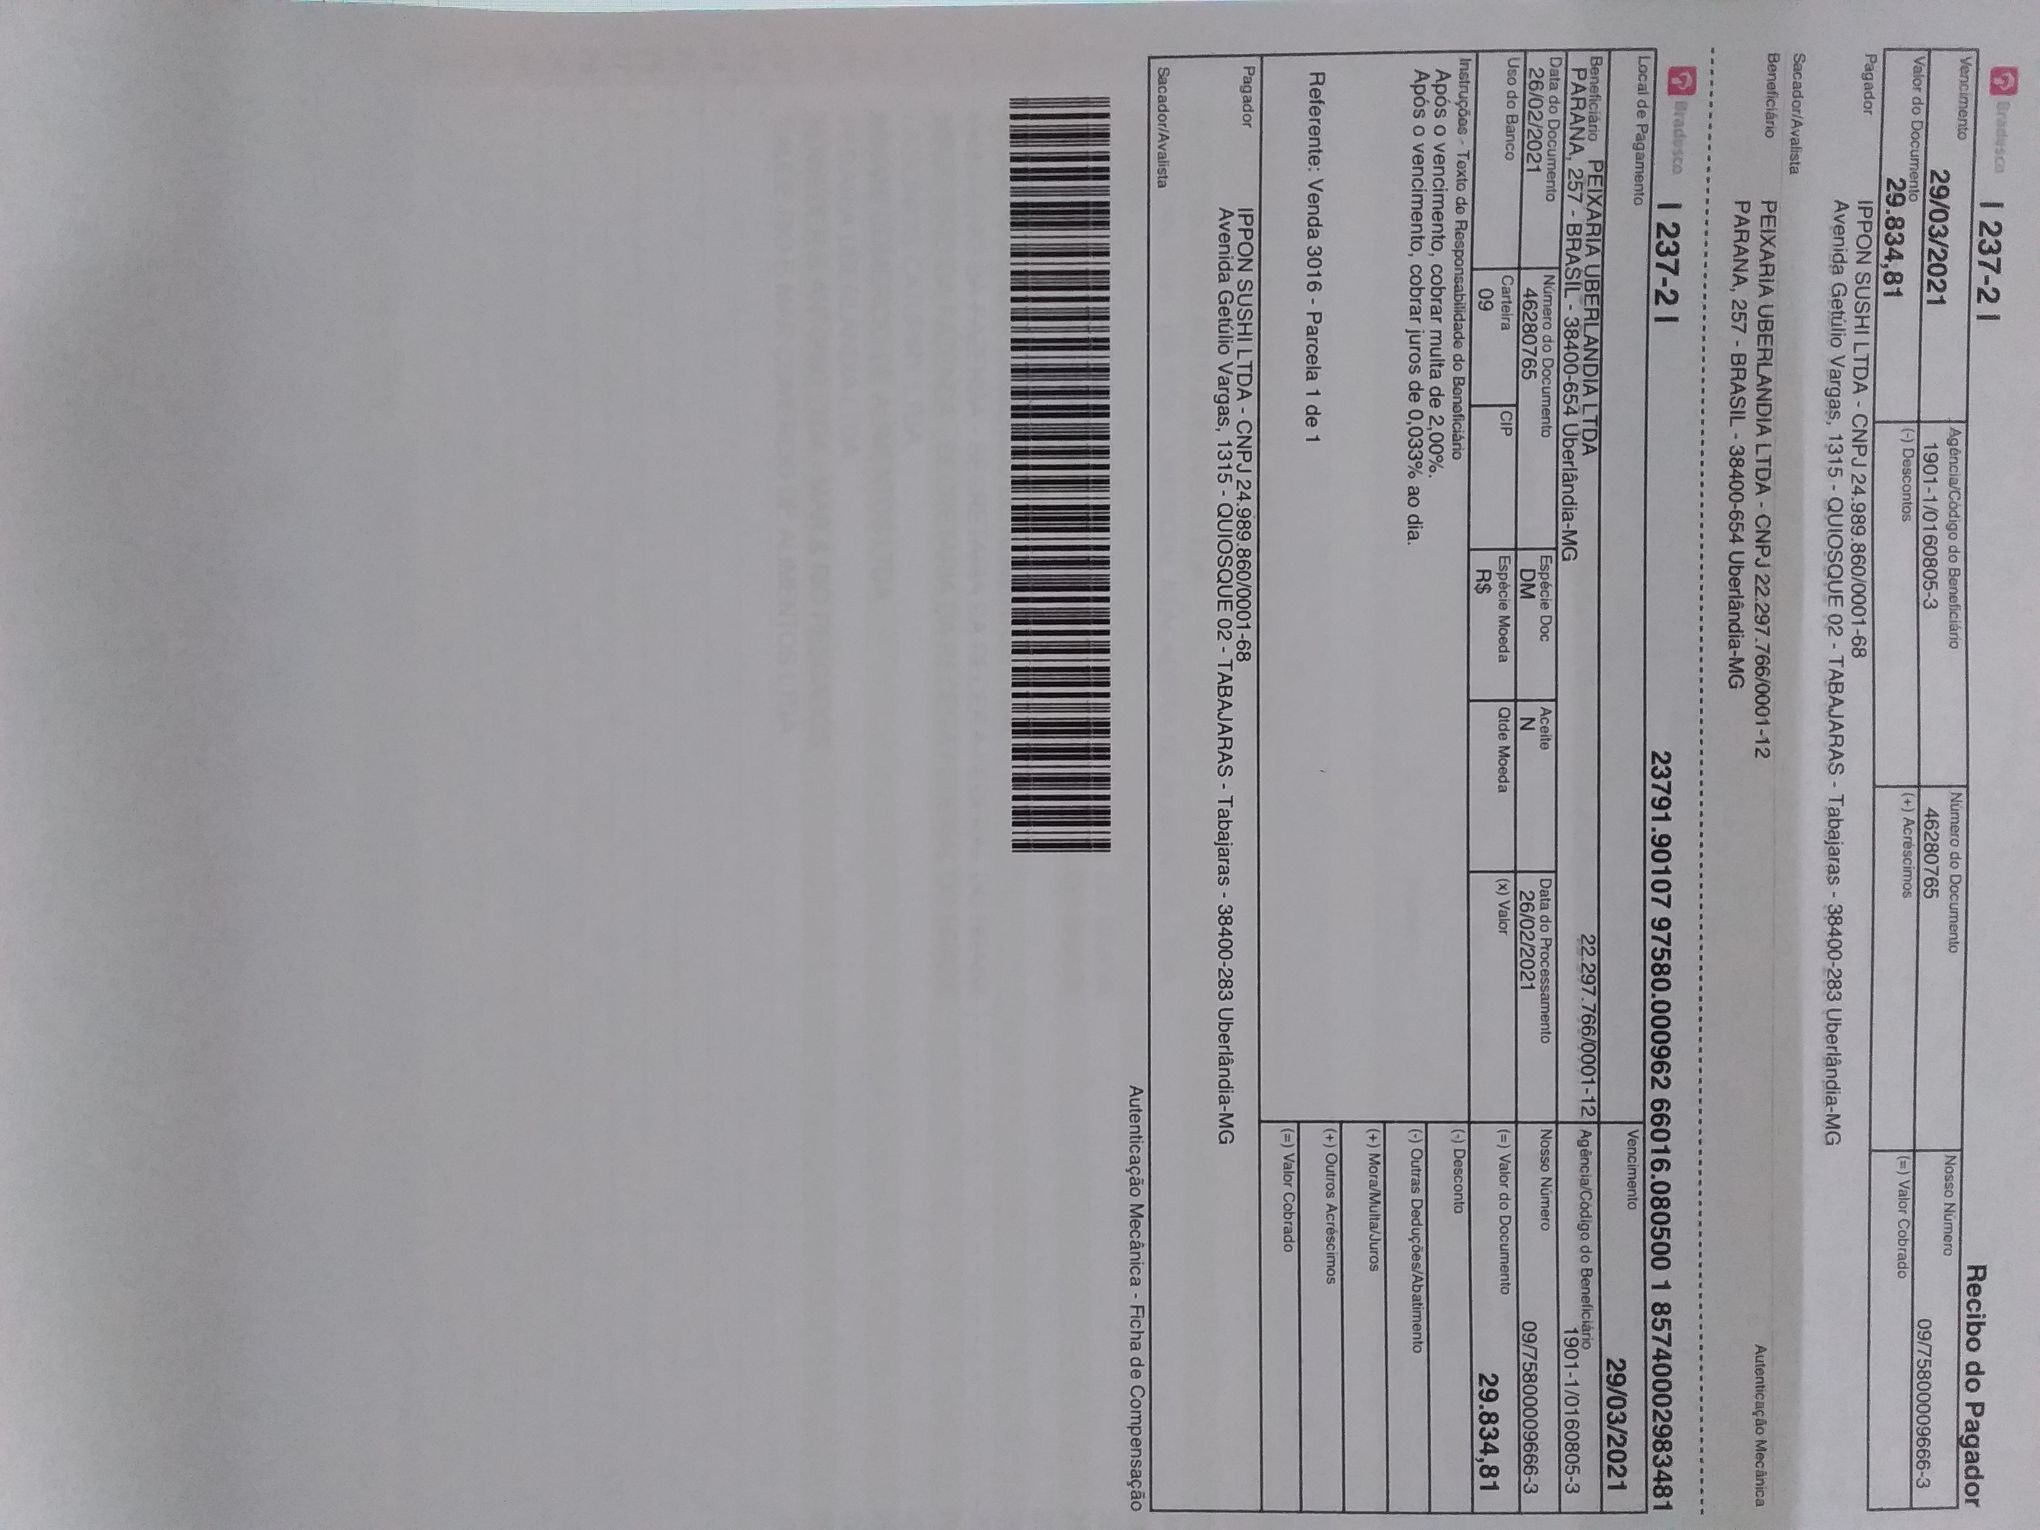 Bradesco | 237-2 | Recibo do Pagador
Vencimento Agência/Código do Beneficiário Número do Documento Nosso Número
29/03/2021 1901-1/0160805-3 46280765 09/75800009666-3
Valor do Documento (-) Descontos (+) Acréscimos (=) Valor Cobrado
29.834,81
Pagador IPPON SUSHI LTDA - CNPJ 24.989.860/0001-68
Avenida Getúlio Vargas, 1315 - QUIOSQUE 02 - TABAJARAS - Tabajaras - 38400-283 Uberlândia-MG
Sacador/Avalista
Beneficiário PEIXARIA UBERLANDIA LTDA - CNPJ 22.297.766/0001-12 Autenticação Mecânica
PARANA, 257 - BRASIL - 38400-654 Uberlândia-MG
Bradesco | 237-2 | 23791.90107 97580.000962 66016.080500 1 85740002983481
Local de Pagamento Vencimento
29/03/2021
Beneficiário PEIXARIA UBERLANDIA LTDA 22.297.766/0001-12 Agência/Código do Beneficiário
PARANA, 257 - BRASIL - 38400-654 Uberlândia-MG 1901-1/0160805-3
Data do Documento Número do Documento Espécie Doc Aceite Data do Processamento Nosso Número
26/02/2021 46280765 DM N 26/02/2021 09/75800009666-3
Uso do Banco Carteira CIP Espécie Moeda Qtde Moeda (x) Valor (=) Valor do Documento
09 R$ 29.834,81
Instruções - Texto de Responsabilidade do Beneficiário (-) Desconto
Após o vencimento, cobrar multa de 2,00%.
Após o vencimento, cobrar juros de 0,033% ao dia. (-) Outras Deduções/Abatimento
(+) Mora/Multa/Juros
Referente: Venda 3016 - Parcela 1 de 1 (+) Outros Acréscimos
(=) Valor Cobrado
Pagador IPPON SUSHI LTDA - CNPJ 24.989.860/0001-68
Avenida Getúlio Vargas, 1315 - QUIOSQUE 02 - TABAJARAS - Tabajaras - 38400-283 Uberlândia-MG
Sacador/Avalista
Autenticação Mecânica - Ficha de Compensação